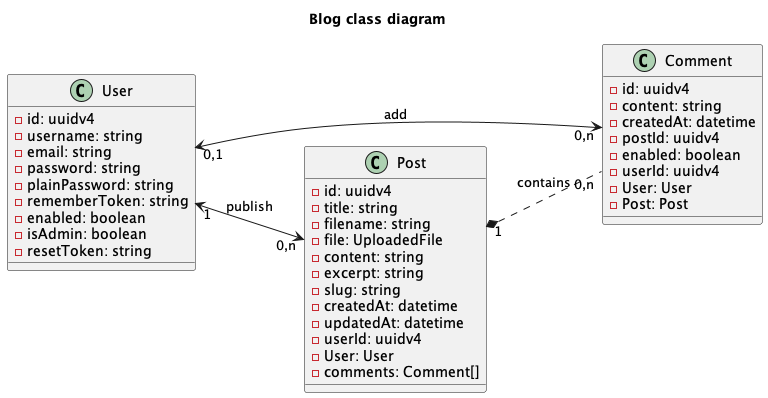 Blog class diagram
C User
id: uuidv4
username: string
email: string
password: string
plainPassword: string
rememberToken: string
enabled: boolean
isAdmin: boolean
resetToken: string
add
0,1
0,n
publish
1
0,n
C Post
id: uuidv4
title: string
filename: string
file: UploadedFile
content: string
excerpt: string
slug: string
createdAt: datetime
updatedAt: datetime
userId: uuidv4
User: User
comments: Comment[]
contains
1
0,n
C Comment
id: uuidv4
content: string
createdAt: datetime
postId: uuidv4
enabled: boolean
userId: uuidv4
User: User
Post: Post